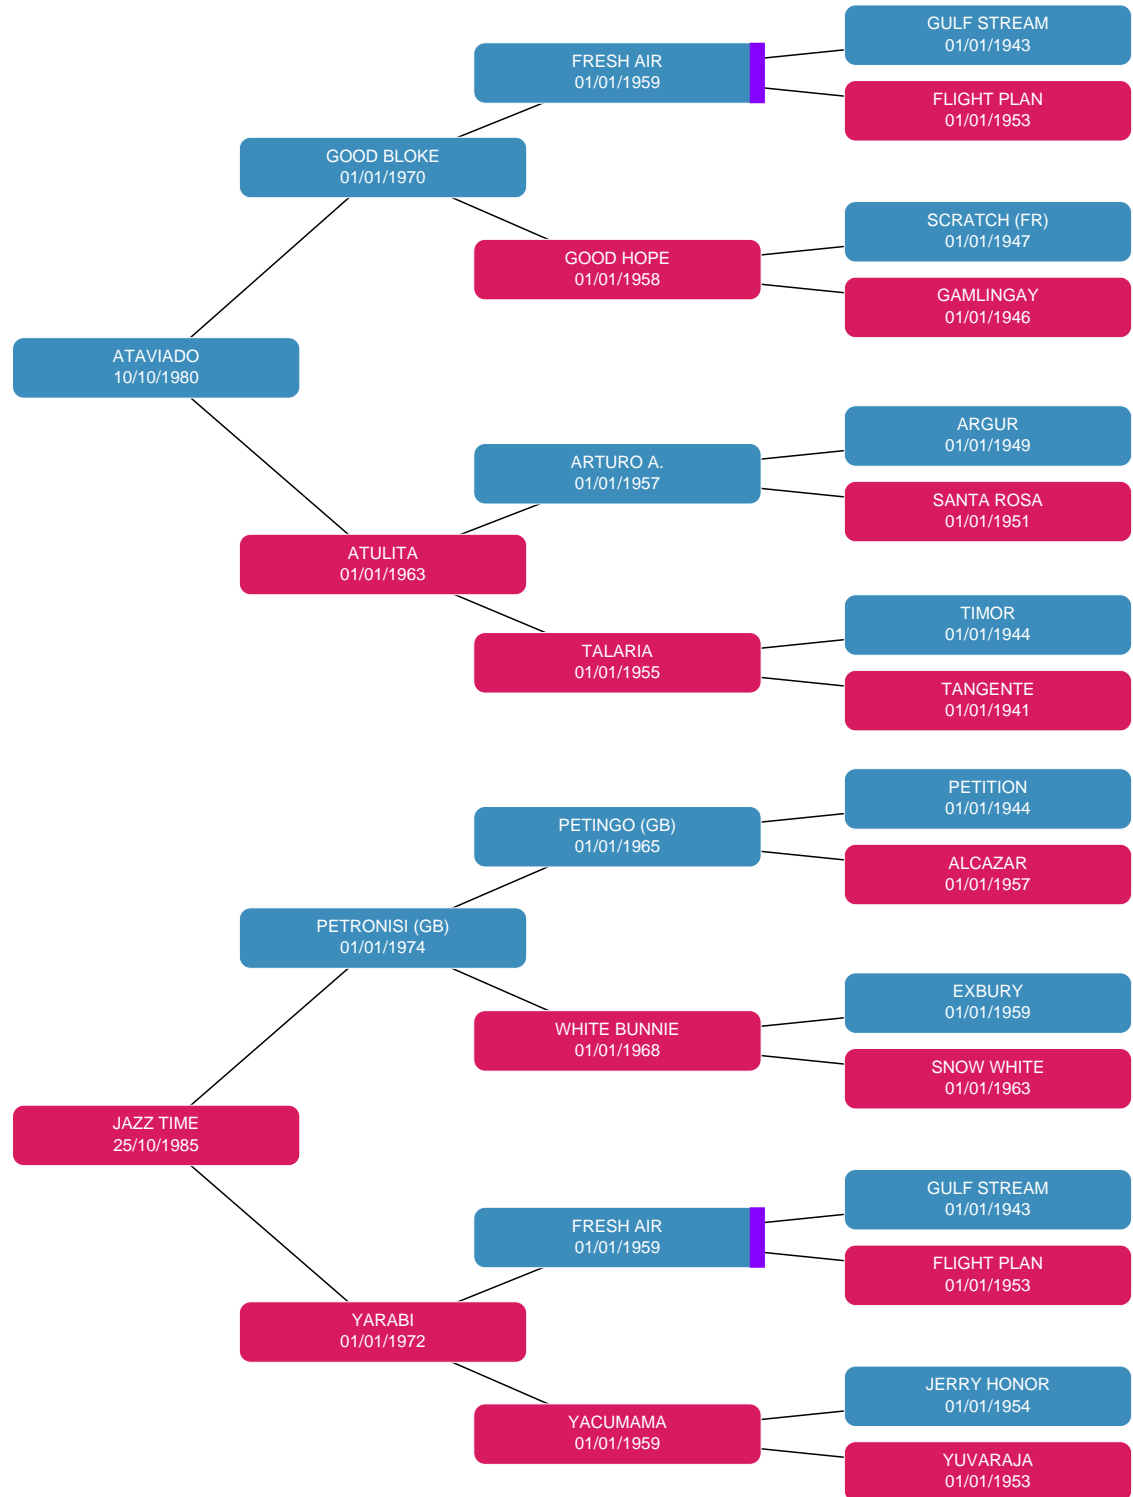 GULF STREAM
01/01/1943
FRESH AIR
01/01/1959
FLIGHT PLAN
01/01/1953
GOOD BLOKE
01/01/1970
SCRATCH (FR)
01/01/1947
GOOD HOPE
01/01/1958
GAMLINGAY
01/01/1946
ATAVIADO
10/10/1980
ARGUR
01/01/1949
ARTURO A.
01/01/1957
SANTA ROSA
01/01/1951
ATULITA
01/01/1963
TIMOR
01/01/1944
TALARIA
01/01/1955
TANGENTE
01/01/1941
PETITION
01/01/1944
PETINGO (GB)
01/01/1965
ALCAZAR
01/01/1957
PETRONISI (GB)
01/01/1974
EXBURY
01/01/1959
WHITE BUNNIE
01/01/1968
SNOW WHITE
01/01/1963
JAZZ TIME
25/10/1985
GULF STREAM
01/01/1943
FRESH AIR
01/01/1959
FLIGHT PLAN
01/01/1953
YARABI
01/01/1972
JERRY HONOR
01/01/1954
YACUMAMA
01/01/1959
YUVARAJA
01/01/1953